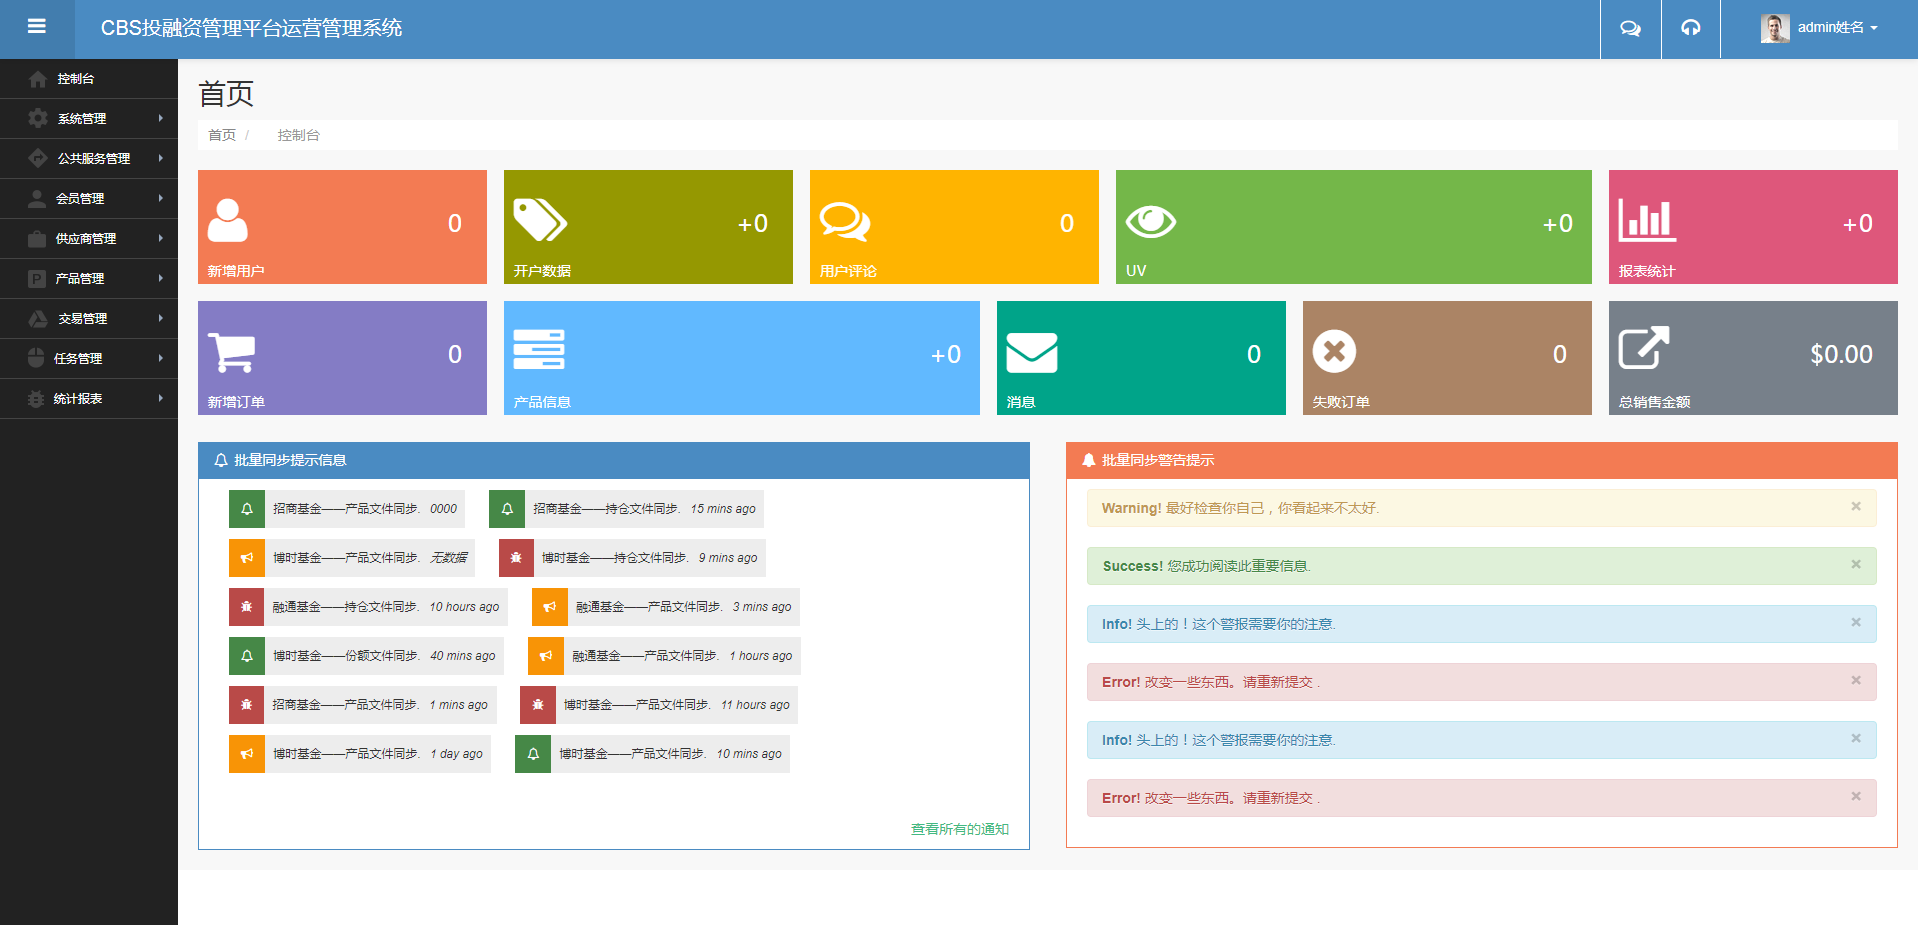 CBS投融资管理平台运营管理系统
admin姓名
控制台
系统管理
公共服务管理
会员管理
供应商管理
P 产品管理
交易管理
任务管理
统计报表
首页
首页 / 控制台
0
新增用户
+0
开户数据
0
用户评论
+0
UV
+0
报表统计
0
新增订单
+0
产品信息
0
消息
0
失败订单
$0.00
总销售金额
批量同步提示信息
招商基金——产品文件同步. 0000
招商基金——持仓文件同步. 15 mins ago
博时基金——产品文件同步. 无数据
博时基金——持仓文件同步. 9 mins ago
融通基金——持仓文件同步. 10 hours ago
融通基金——产品文件同步. 3 mins ago
博时基金——份额文件同步. 40 mins ago
融通基金——产品文件同步. 1 hours ago
招商基金——产品文件同步. 1 mins ago
博时基金——产品文件同步. 11 hours ago
博时基金——产品文件同步. 1 day ago
博时基金——产品文件同步. 10 mins ago
查看所有的通知
批量同步警告提示
Warning! 最好检查你自己，你看起来不太好. ×
Success! 您成功阅读此重要信息. ×
Info! 头上的！这个警报需要你的注意. ×
Error! 改变一些东西。请重新提交 . ×
Info! 头上的！这个警报需要你的注意. ×
Error! 改变一些东西。请重新提交 . ×